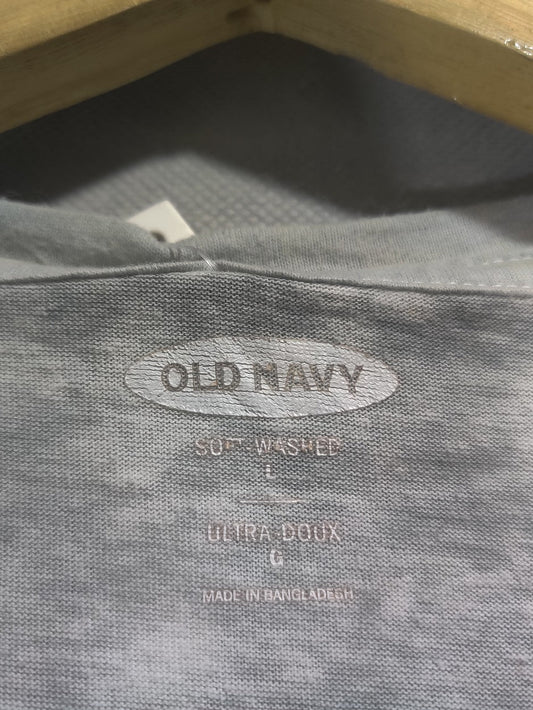 OLD NAVY
SOFT-WASHED
L
ULTRA-DOUX
G
MADE IN BANGLADESH